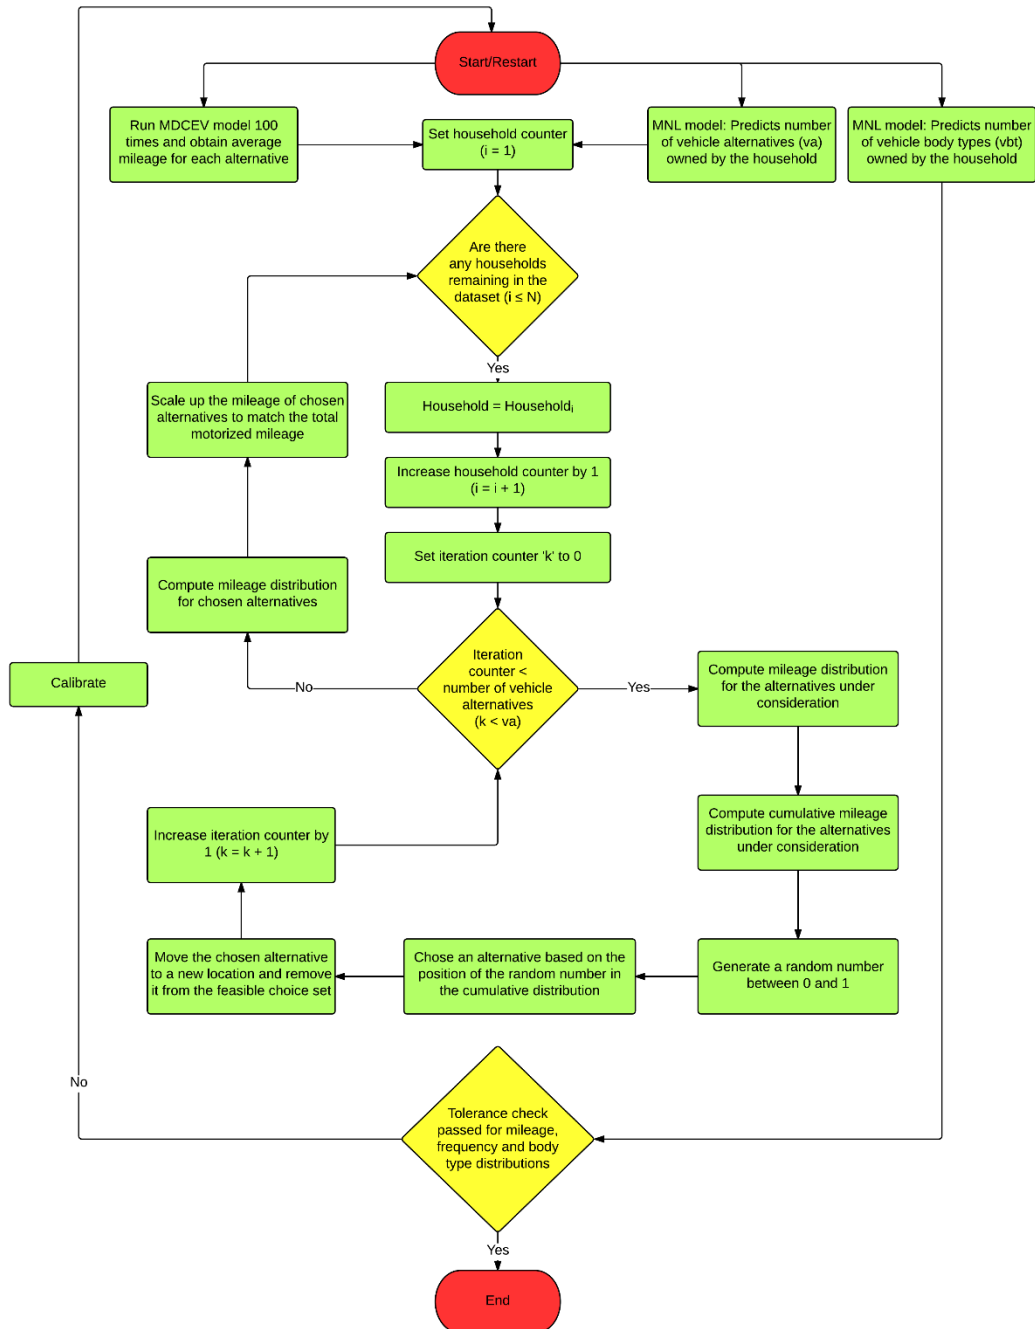 Start/Restart
Run MDCEV model 100
times and obtain average
mileage for each alternative
Set household counter
(i = 1)
MNL model: Predicts number
of vehicle alternatives (va)
owned by the household
MNL model: Predicts number
of vehicle body types (vbt)
owned by the household
Are there
any households
remaining in the
dataset (i ≤ N)
Yes
Scale up the mileage of chosen
alternatives to match the total
motorized mileage
Household = Householdi
Increase household counter by 1
(i = i + 1)
Set iteration counter 'k' to 0
Compute mileage distribution
for chosen alternatives
Calibrate
No
Iteration
counter <
number of vehicle
alternatives
(k < va)
Yes
Compute mileage distribution
for the alternatives under
consideration
Compute cumulative mileage
distribution for the alternatives
under consideration
Increase iteration counter by
1 (k = k + 1)
Move the chosen alternative
to a new location and remove
it from the feasible choice set
Chose an alternative based on the
position of the random number in
the cumulative distribution
Generate a random number
between 0 and 1
No
Tolerance check
passed for mileage,
frequency and body
type distributions
Yes
End